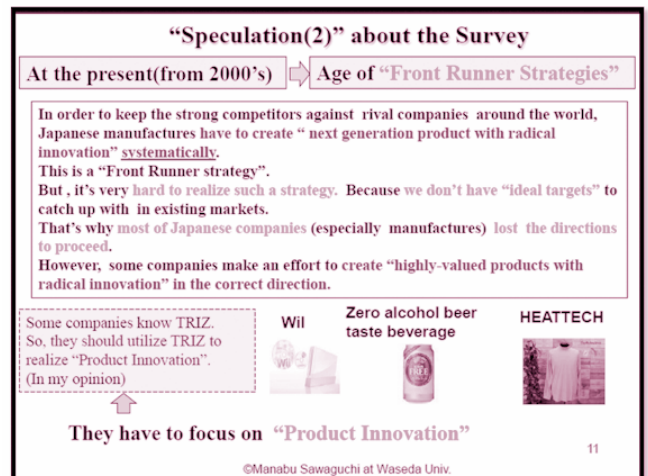 “Speculation(2)” about the Survey
At the present(from 2000's)
Age of “Front Runner Strategies”
In order to keep the strong competitors against rival companies around the world,
Japanese manufactures have to create “ next generation product with radical
innovation” systematically.
This is a “Front Runner strategy”.
But , it's very hard to realize such a strategy. Because we don't have “ideal targets” to
catch up with in existing markets.
That's why most of Japanese companies (especially manufactures) lost the directions
to proceed.
However, some companies make an effort to create “highly-valued products with
radical innovation” in the correct direction.
Some companies know TRIZ.
So, they should utilize TRIZ to
realize “Product Innovation”.
(In my opinion)
Wil
Zero alcohol beer
taste beverage
HEATTECH
FREE
They have to focus on “Product Innovation”
11
©Manabu Sawaguchi at Waseda Univ.